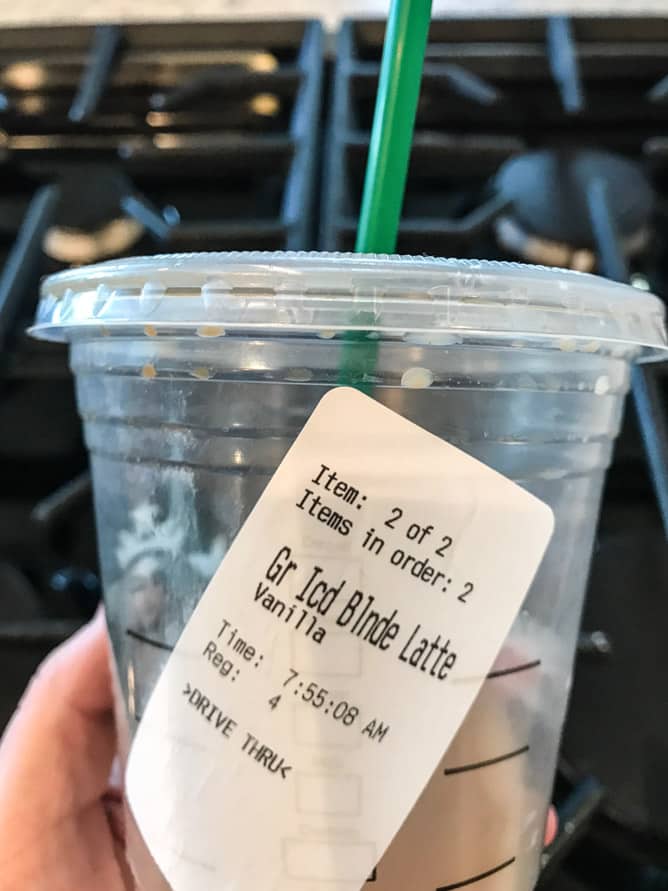 Item: 2 of 2
Items in order: 2
Gr Icd Blnde Latte
Vanilla
Time: 7:55:08 AM
Reg: 4
>DRIVE THRU<